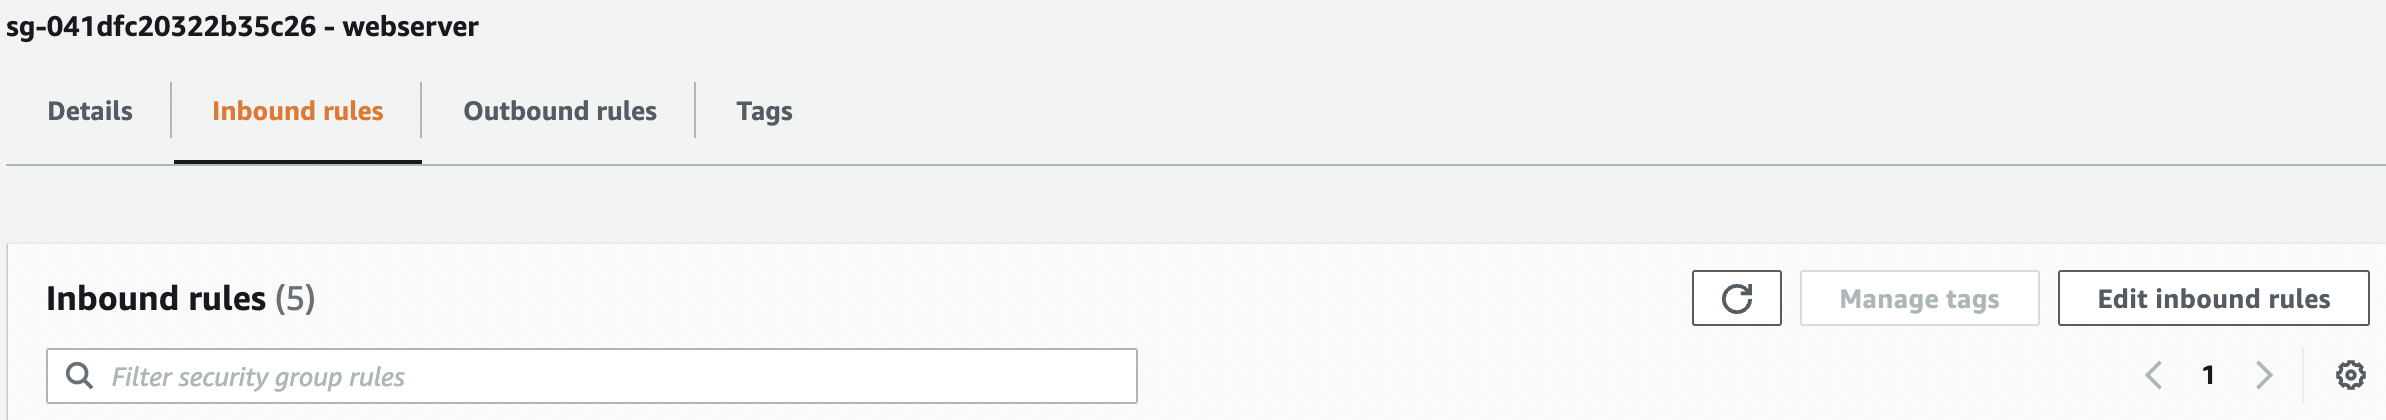 sg-041dfc20322b35c26 - webserver
Details
Inbound rules
Outbound rules
Tags
Inbound rules (5)
Manage tags
Edit inbound rules
Filter security group rules
1